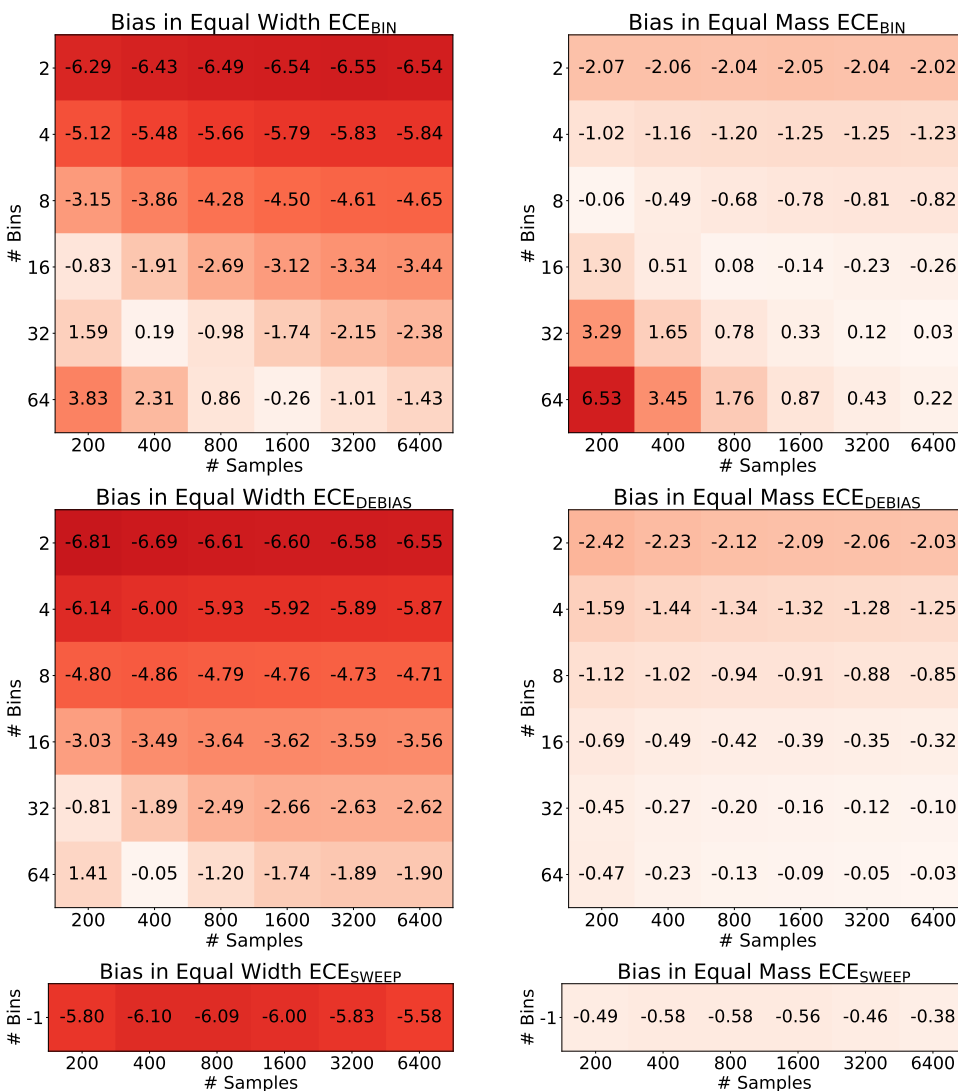 Bias in Equal Width ECE_BIN
# Bins
2 -6.29 -6.43 -6.49 -6.54 -6.55 -6.54
4 -5.12 -5.48 -5.66 -5.79 -5.83 -5.84
8 -3.15 -3.86 -4.28 -4.50 -4.61 -4.65
16 -0.83 -1.91 -2.69 -3.12 -3.34 -3.44
32 1.59 0.19 -0.98 -1.74 -2.15 -2.38
64 3.83 2.31 0.86 -0.26 -1.01 -1.43
200 400 800 1600 3200 6400
# Samples
Bias in Equal Mass ECE_BIN
# Bins
2 -2.07 -2.06 -2.04 -2.05 -2.04 -2.02
4 -1.02 -1.16 -1.20 -1.25 -1.25 -1.23
8 -0.06 -0.49 -0.68 -0.78 -0.81 -0.82
16 1.30 0.51 0.08 -0.14 -0.23 -0.26
32 3.29 1.65 0.78 0.33 0.12 0.03
64 6.53 3.45 1.76 0.87 0.43 0.22
200 400 800 1600 3200 6400
# Samples
Bias in Equal Width ECE_DEBIAS
# Bins
2 -6.81 -6.69 -6.61 -6.60 -6.58 -6.55
4 -6.14 -6.00 -5.93 -5.92 -5.89 -5.87
8 -4.80 -4.86 -4.79 -4.76 -4.73 -4.71
16 -3.03 -3.49 -3.64 -3.62 -3.59 -3.56
32 -0.81 -1.89 -2.49 -2.66 -2.63 -2.62
64 1.41 -0.05 -1.20 -1.74 -1.89 -1.90
200 400 800 1600 3200 6400
# Samples
Bias in Equal Mass ECE_DEBIAS
# Bins
2 -2.42 -2.23 -2.12 -2.09 -2.06 -2.03
4 -1.59 -1.44 -1.34 -1.32 -1.28 -1.25
8 -1.12 -1.02 -0.94 -0.91 -0.88 -0.85
16 -0.69 -0.49 -0.42 -0.39 -0.35 -0.32
32 -0.45 -0.27 -0.20 -0.16 -0.12 -0.10
64 -0.47 -0.23 -0.13 -0.09 -0.05 -0.03
200 400 800 1600 3200 6400
# Samples
Bias in Equal Width ECE_SWEEP
# Bins
-1 -5.80 -6.10 -6.09 -6.00 -5.83 -5.58
200 400 800 1600 3200 6400
# Samples
Bias in Equal Mass ECE_SWEEP
# Bins
-1 -0.49 -0.58 -0.58 -0.56 -0.46 -0.38
200 400 800 1600 3200 6400
# Samples